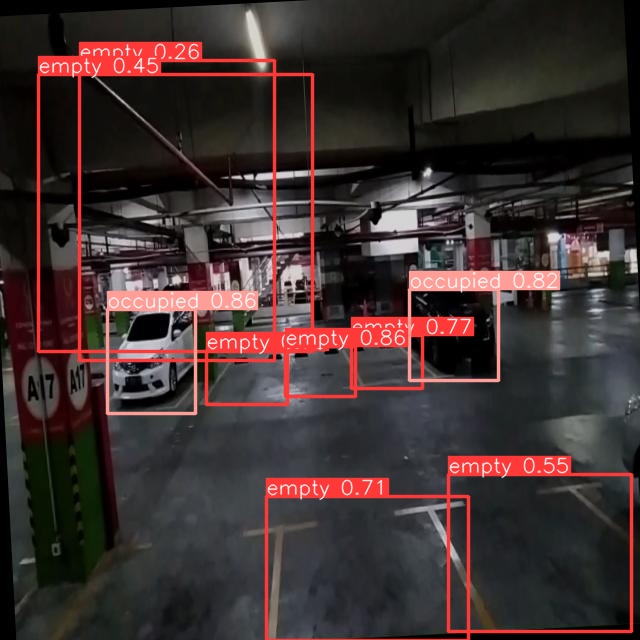 empty 0.26
empty 0.45
occupied 0.86
occupied 0.82
empty
empty 0.86
empty 0.77
A17
A17
empty 0.71
empty 0.55